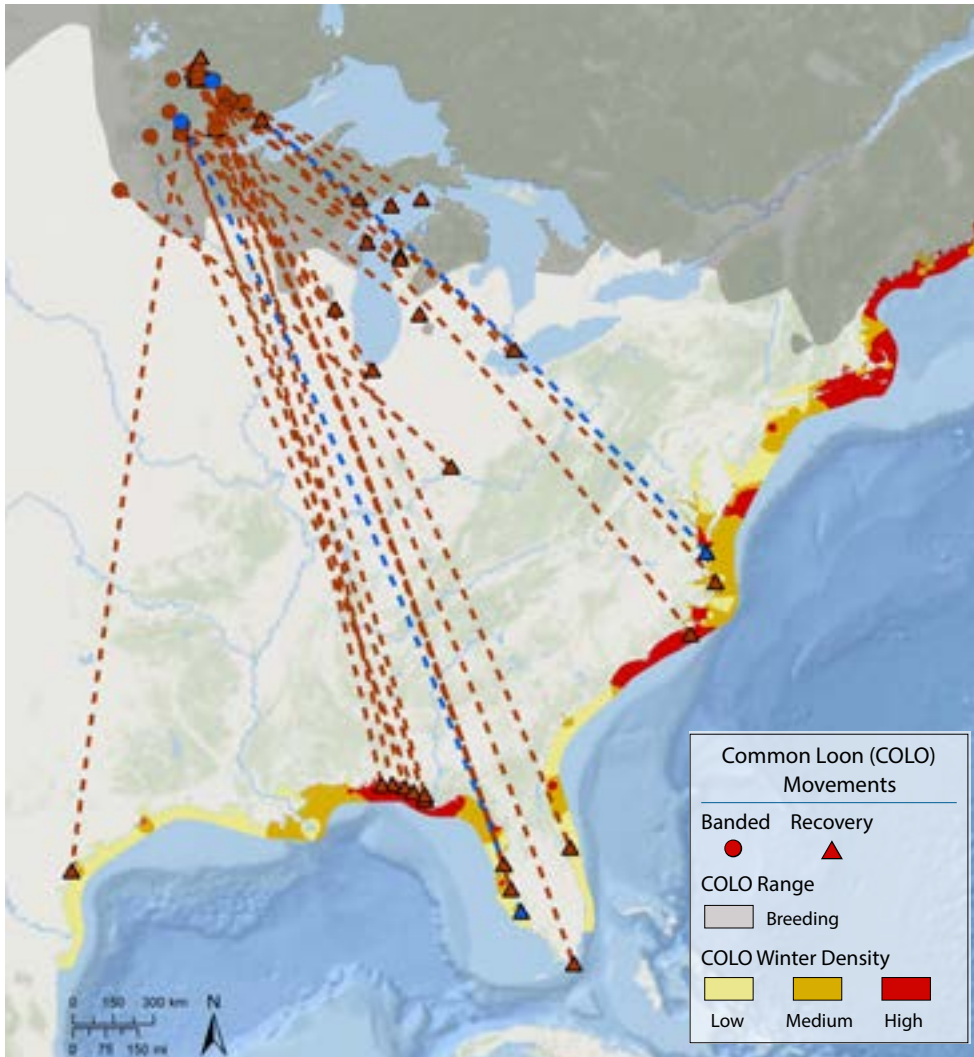 Common Loon (COLO)
Movements
Banded Recovery
COLO Range
Breeding
COLO Winter Density
Low Medium High
0 150 300 km N
0 75 150 mi